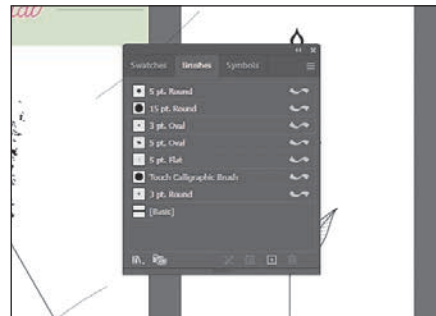 Swatches Brushes Symbols
5 pt. Round
15 pt. Round
3 pt. Oval
5 pt. Oval
5 pt. Flat
Touch Calligraphic Brush
3 pt. Round
[Basic]